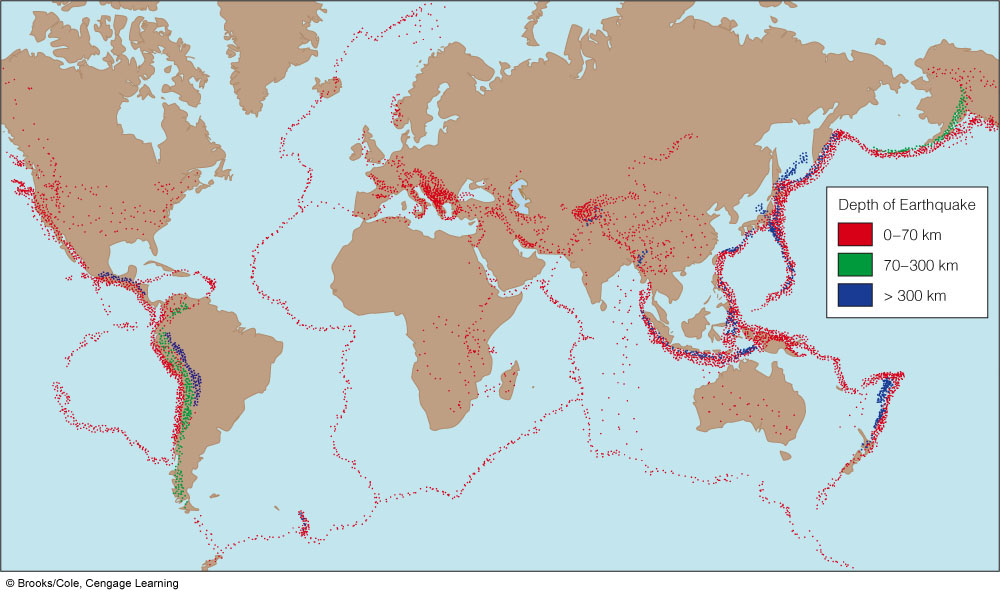 Depth of Earthquake
0–70 km
70–300 km
> 300 km
© Brooks/Cole, Cengage Learning